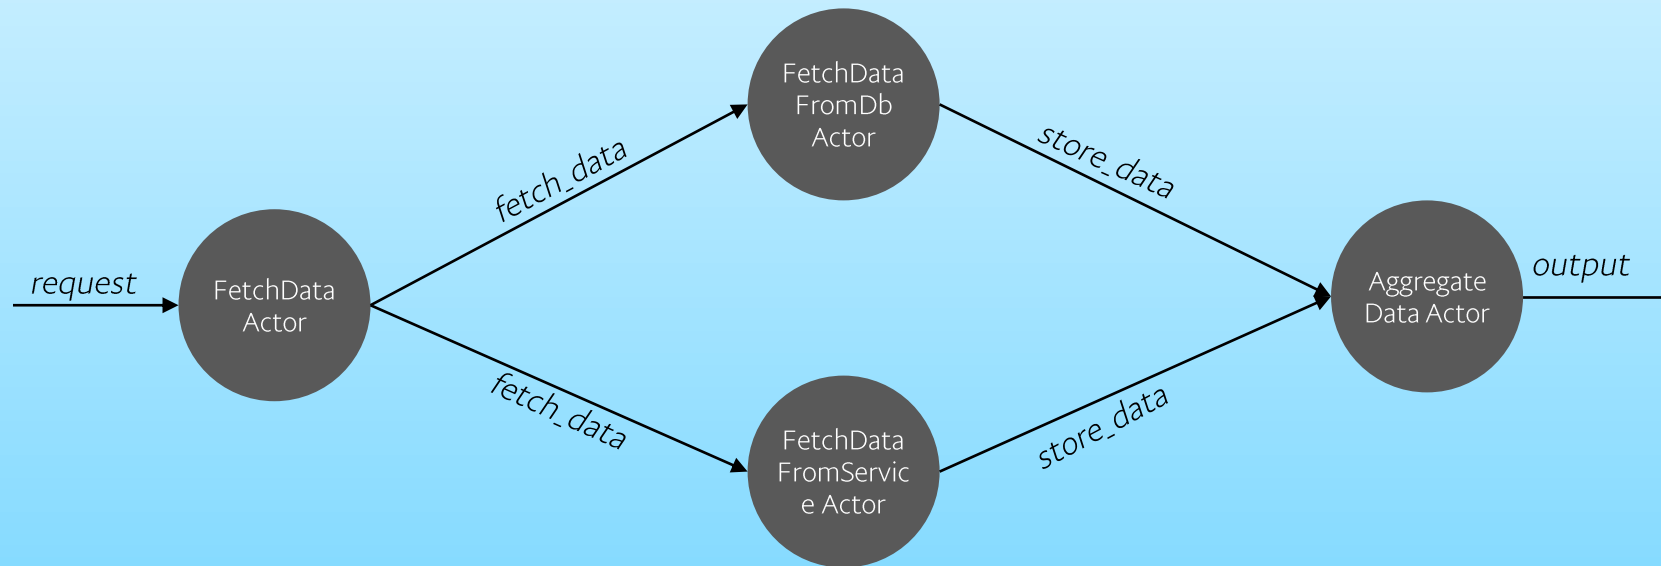 request
FetchData
Actor
fetch_data
fetch_data
FetchData
FromDb
Actor
FetchData
FromServic
e Actor
store_data
store_data
Aggregate
Data Actor
output